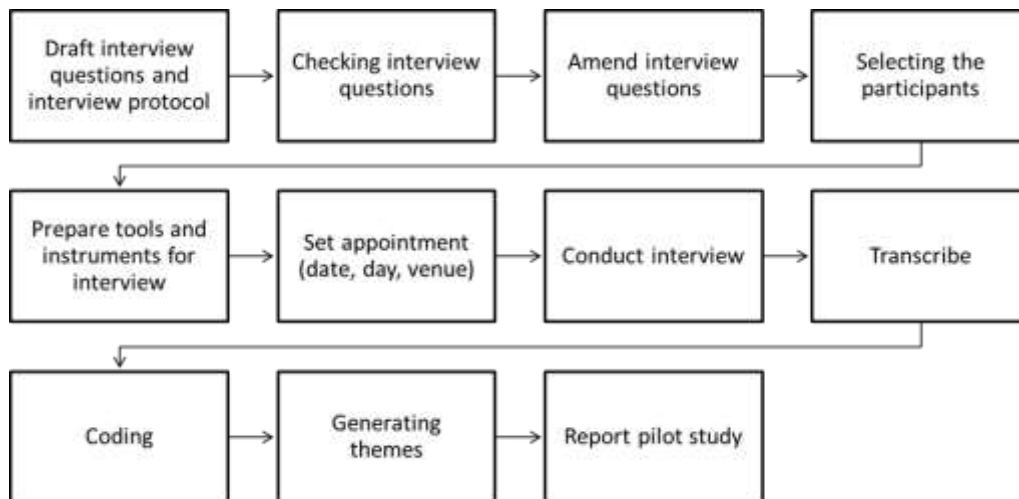 Draft interview
questions and
interview protocol
Checking interview
questions
Amend interview
questions
Selecting the
participants
Prepare tools and
instruments for
interview
Set appointment
(date, day, venue)
Conduct interview
Transcribe
Coding
Generating
themes
Report pilot study